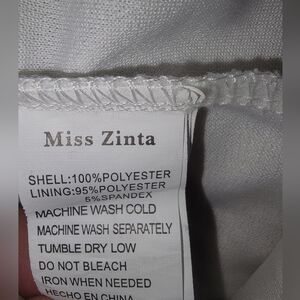 Miss Zinta
SHELL:100%POLYESTER
LINING:95%POLYESTER
5%SPANDEX
MACHINE WASH COLD
MACHINE WASH SEPARATELY
TUMBLE DRY LOW
DO NOT BLEACH
IRON WHEN NEEDED
HECHO EN CHINA